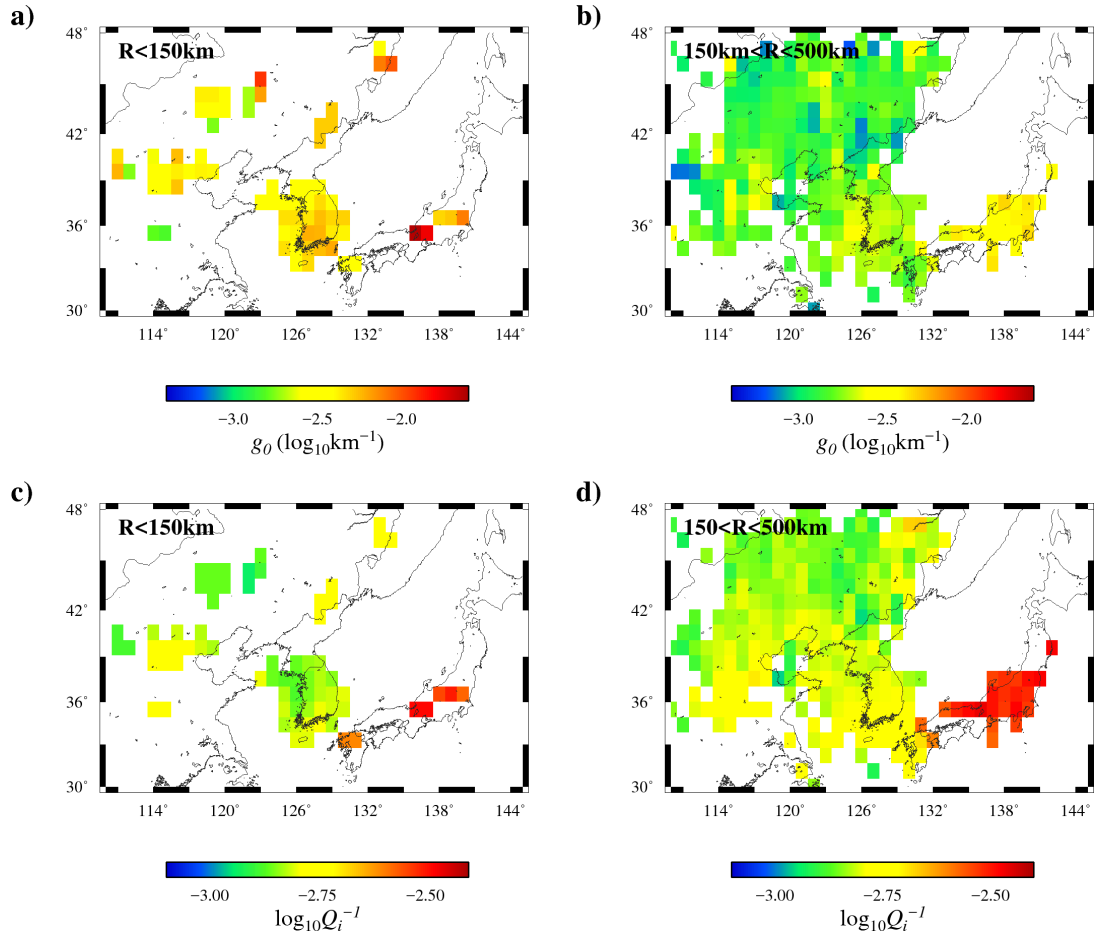 a)
R<150km
48˚
42˚
36˚
30˚
114˚ 120˚ 126˚ 132˚ 138˚ 144˚
−3.0 −2.5 −2.0
g₀ (log₁₀km⁻¹)
b)
150km<R<500km
48˚
42˚
36˚
30˚
114˚ 120˚ 126˚ 132˚ 138˚ 144˚
−3.0 −2.5 −2.0
g₀ (log₁₀km⁻¹)
c)
R<150km
48˚
42˚
36˚
30˚
114˚ 120˚ 126˚ 132˚ 138˚ 144˚
−3.00 −2.75 −2.50
log₁₀Qᵢ⁻¹
d)
150<R<500km
48˚
42˚
36˚
30˚
114˚ 120˚ 126˚ 132˚ 138˚ 144˚
−3.00 −2.75 −2.50
log₁₀Qᵢ⁻¹